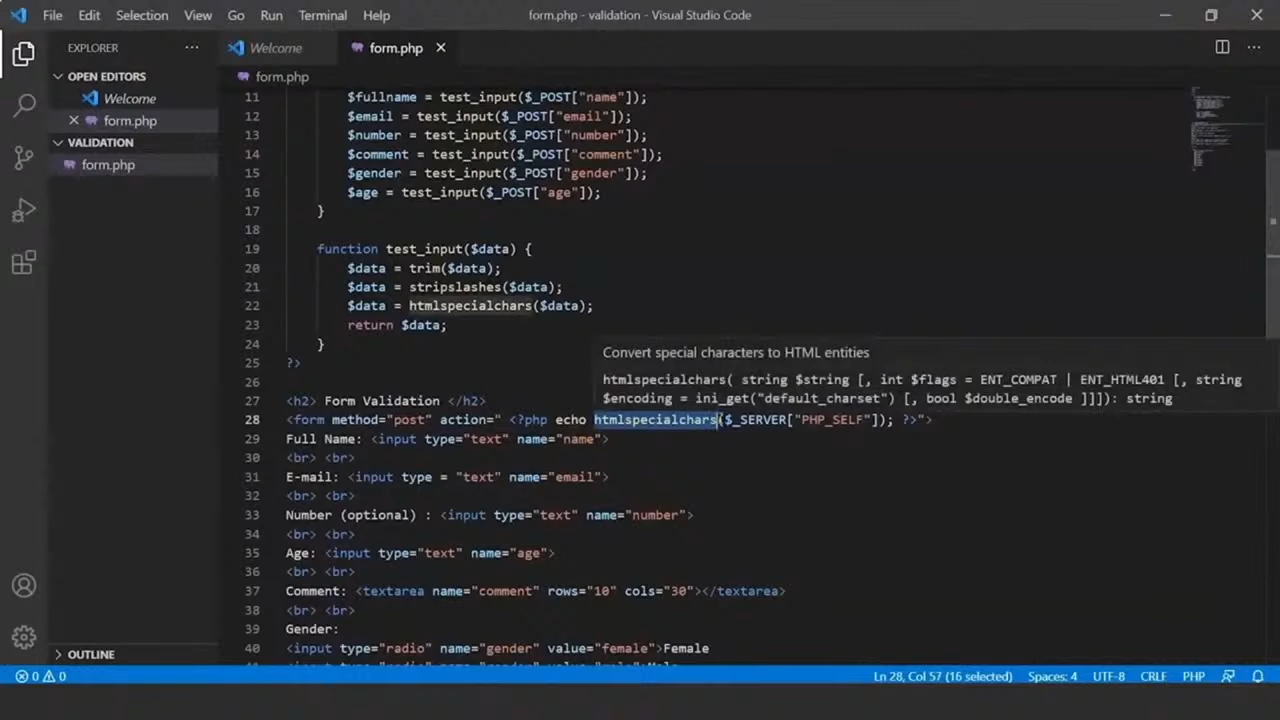 File Edit Selection View Go Run Terminal Help form.php - validation - Visual Studio Code
EXPLORER
OPEN EDITORS
Welcome
form.php
VALIDATION
form.php
OUTLINE
Welcome form.php
form.php
11 $fullname = test_input($_POST["name"]);
12 $email = test_input($_POST["email"]);
13 $number = test_input($_POST["number"]);
14 $comment = test_input($_POST["comment"]);
15 $gender = test_input($_POST["gender"]);
16 $age = test_input($_POST["age"]);
17 }
18
19 function test_input($data) {
20 $data = trim($data);
21 $data = stripslashes($data);
22 $data = htmlspecialchars($data);
23 return $data;
24 }
25 ?>
26
Convert special characters to HTML entities
htmlspecialchars( string $string [, int $flags = ENT_COMPAT | ENT_HTML401 [, string
$encoding = ini_get("default_charset") [, bool $double_encode ]]]): string
27 <h2> Form Validation </h2>
28 <form method="post" action=" <?php echo htmlspecialchars($_SERVER["PHP_SELF"]); ?>">
29 Full Name: <input type="text" name="name">
30 <br> <br>
31 E-mail: <input type = "text" name="email">
32 <br> <br>
33 Number (optional) : <input type="text" name="number">
34 <br> <br>
35 Age: <input type="text" name="age">
36 <br> <br>
37 Comment: <textarea name="comment" rows="10" cols="30"></textarea>
38 <br> <br>
39 Gender:
40 <input type="radio" name="gender" value="female">Female
0 0 Ln 28, Col 57 (16 selected) Spaces: 4 UTF-8 CRLF PHP